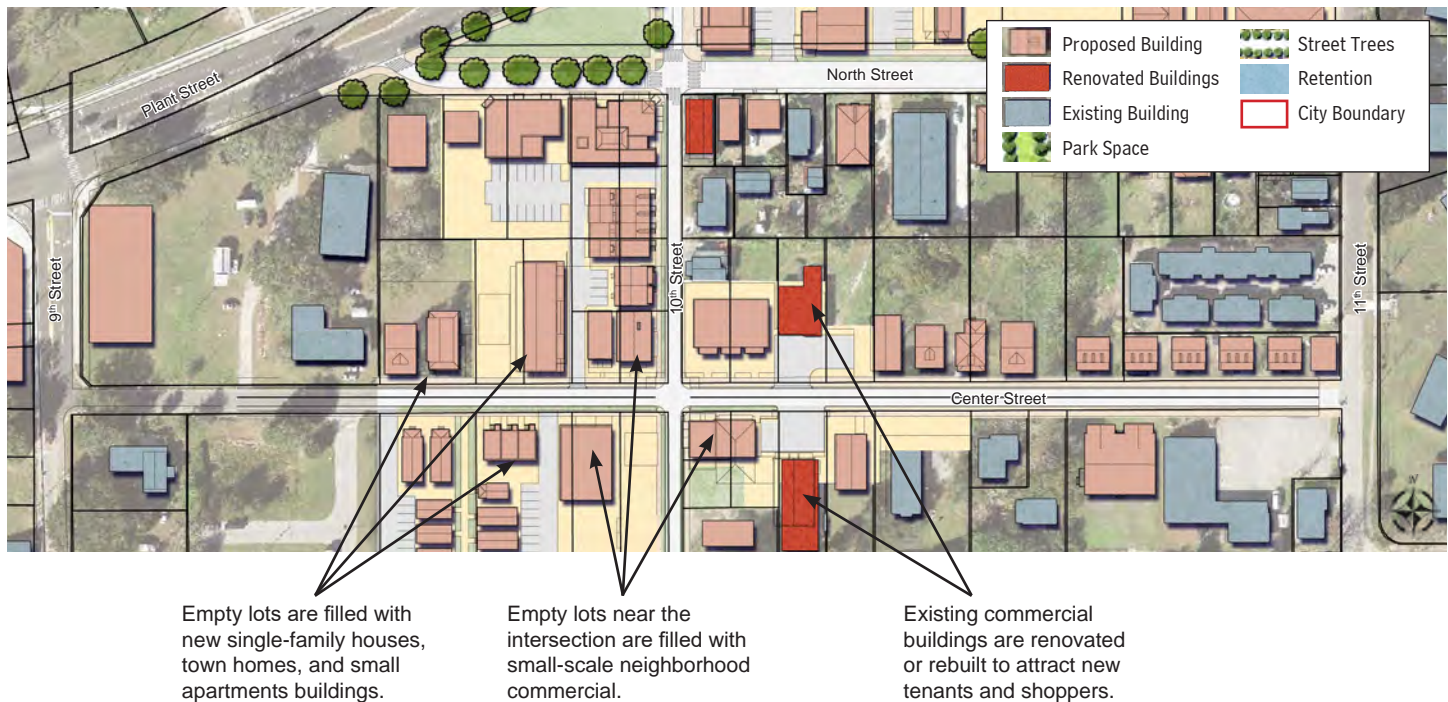 Proposed Building
Renovated Buildings
Existing Building
Park Space
Street Trees
Retention
City Boundary
North Street
Plant Street
9th Street
10th Street
11th Street
Center Street
N
Empty lots are filled with
new single-family houses,
town homes, and small
apartments buildings.
Empty lots near the
intersection are filled with
small-scale neighborhood
commercial.
Existing commercial
buildings are renovated
or rebuilt to attract new
tenants and shoppers.